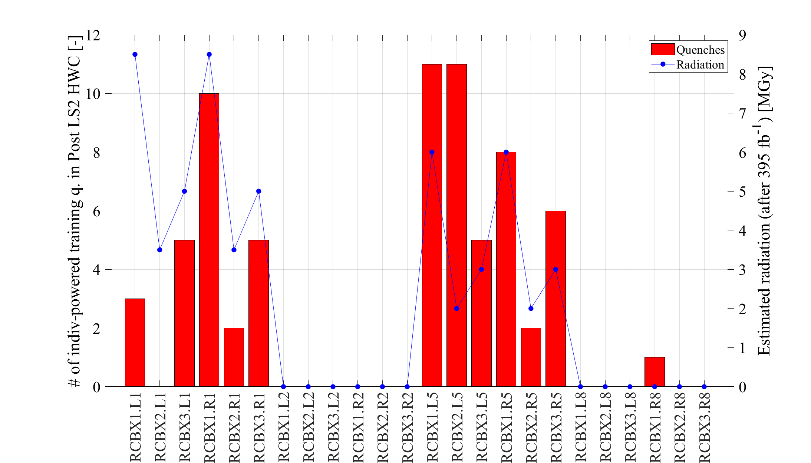 # of indiv-powered training q. in Post LS2 HWC [-]
12
10
8
6
4
2
0
Quenches
Radiation
9
8
7
6
5
4
3
2
1
0
Estimated radiation (after 395 fb⁻¹) [MGy]
RCBX1.L1
RCBX2.L1
RCBX3.L1
RCBX1.R1
RCBX2.R1
RCBX3.R1
RCBX1.L2
RCBX2.L2
RCBX3.L2
RCBX1.R2
RCBX2.R2
RCBX3.R2
RCBX1.L5
RCBX2.L5
RCBX3.L5
RCBX1.R5
RCBX2.R5
RCBX3.R5
RCBX1.L8
RCBX2.L8
RCBX3.L8
RCBX1.R8
RCBX2.R8
RCBX3.R8